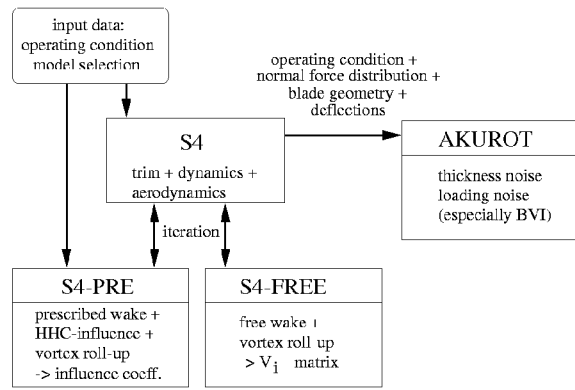 input data:
operating condition
model selection
operating condition +
normal force distribution +
blade geometry +
deflections
S4
trim + dynamics +
aerodynamics
AKUROT
thickness noise
loading noise
(especially BVI)
iteration
S4-PRE
prescribed wake +
HHC-influence +
vortex roll-up
-> influence coeff.
S4-FREE
free wake +
vortex roll up
> Vi matrix